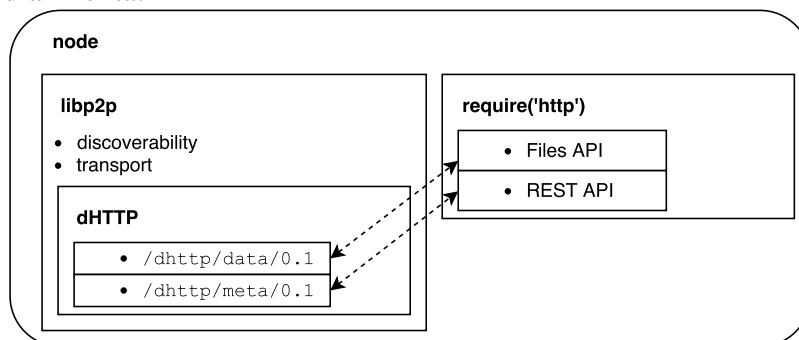 node
libp2p
• discoverability
• transport
dHTTP
• /dhttp/data/0.1
• /dhttp/meta/0.1
require('http')
• Files API
• REST API